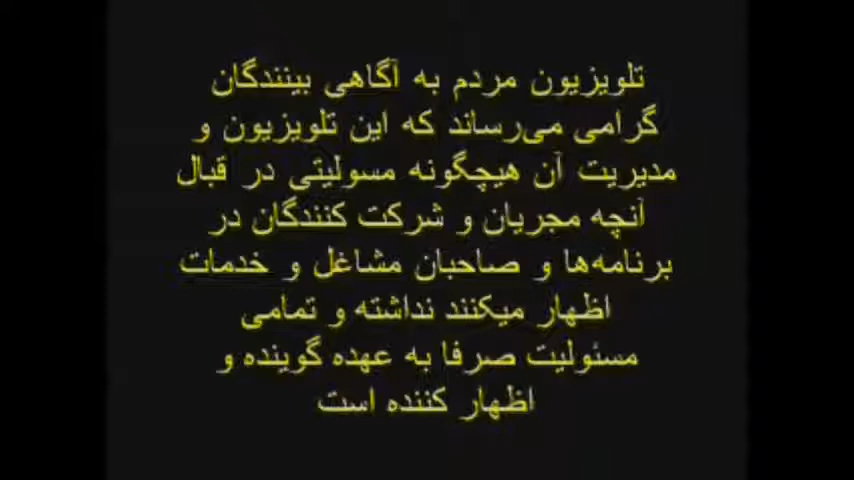 تلویزیون مردم به آگاهی بینندگان
گرامی می‌رساند که این تلویزیون و
مدیریت آن هیچگونه مسولیتی در قبال
آنچه مجریان و شرکت کنندگان در
برنامه‌ها و صاحبان مشاغل و خدمات
اظهار میکنند نداشته و تمامی
مسئولیت صرفا به عهده گوینده و
اظهار کننده است